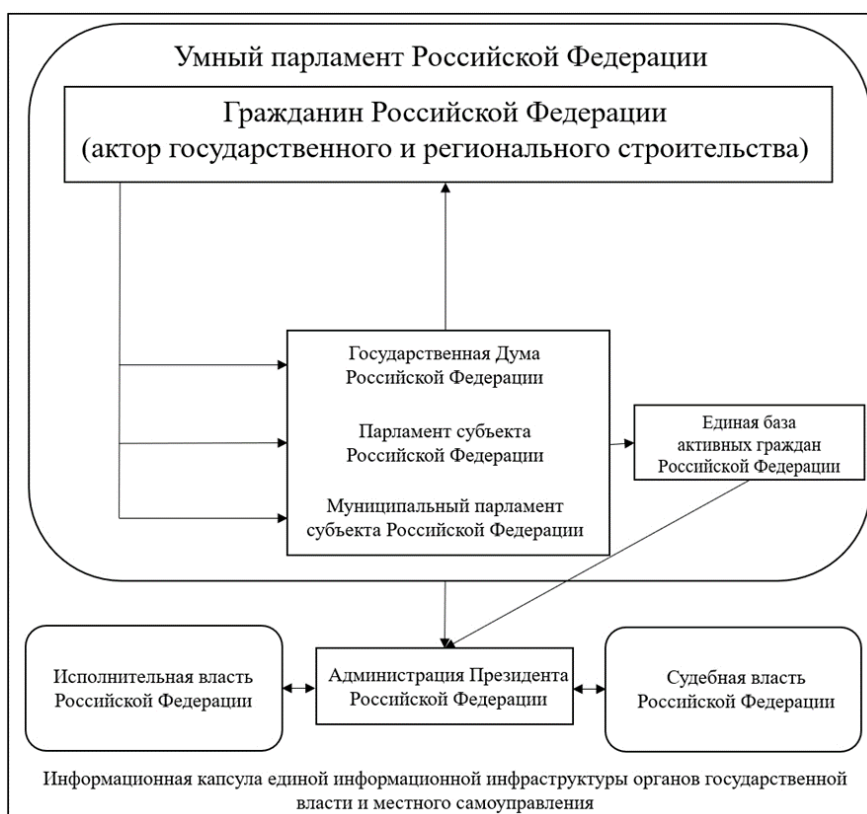 Умный парламент Российской Федерации
Гражданин Российской Федерации
(актор государственного и регионального строительства)
Государственная Дума
Российской Федерации
Парламент субъекта
Российской Федерации
Муниципальный парламент
субъекта Российской Федерации
Единая база
активных граждан
Российской Федерации
Исполнительная власть
Российской Федерации
Администрация Президента
Российской Федерации
Судебная власть
Российской Федерации
Информационная капсула единой информационной инфраструктуры органов государственной
власти и местного самоуправления